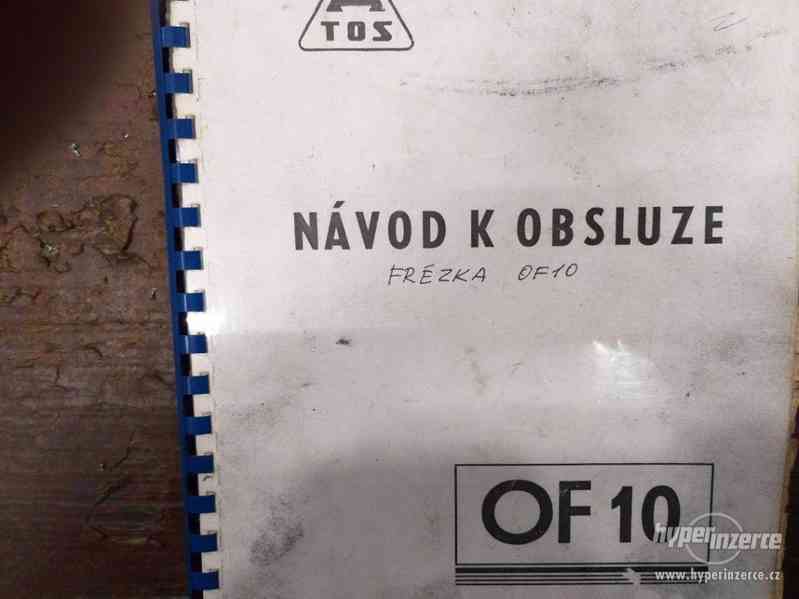 TOS
NÁVOD K OBSLUZE
FRÉZKA OF10
OF 10
hyperinzerce
www.hyperinzerce.cz